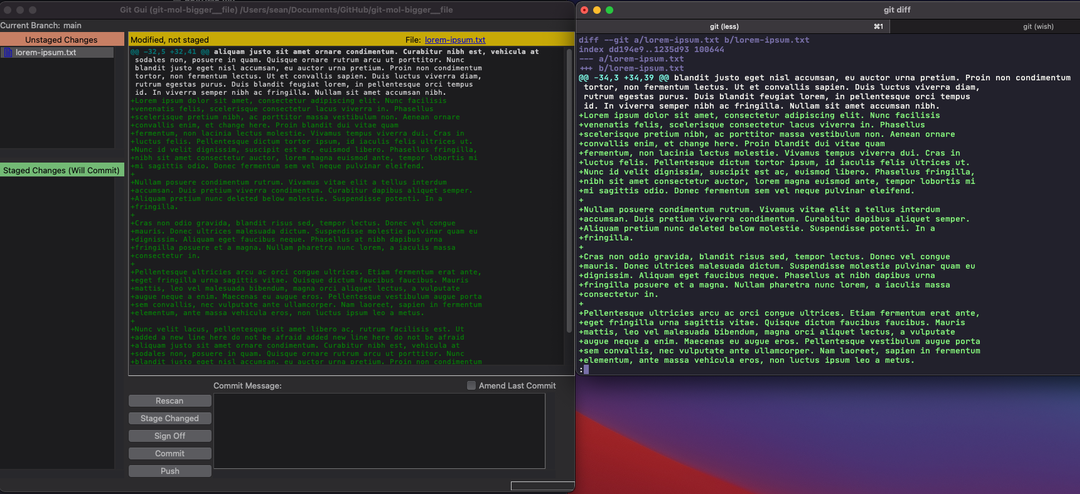 Git Gui (git-mol-bigger__file) /Users/sean/Documents/GitHub/git-mol-bigger__file
Current Branch: main
Unstaged Changes
lorem-ipsum.txt
Staged Changes (Will Commit)
Modified, not staged
File: lorem-ipsum.txt
@@ -32,5 +32,41 @@ aliquam justo sit amet ornare condimentum. Curabitur nibh est, vehicula at
sodales non, posuere in quam. Quisque ornare rutrum arcu ut porttitor. Nunc
blandit justo eget nisl accumsan, eu auctor urna pretium. Proin non condimentum
tortor, non fermentum lectus. Ut et convallis sapien. Duis luctus viverra diam,
rutrum egestas purus. Duis blandit feugiat lorem, in pellentesque orci tempus
id. In viverra semper nibh ac fringilla. Nullam sit amet accumsan nibh.
+Lorem ipsum dolor sit amet, consectetur adipiscing elit. Nunc facilisis
+venenatis felis, scelerisque consectetur lacus viverra in. Phasellus
+scelerisque pretium nibh, ac porttitor massa vestibulum non. Aenean ornare
+convallis enim, et change here. Proin blandit dui vitae quam
+fermentum, non lacinia lectus molestie. Vivamus tempus viverra dui. Cras in
+luctus felis. Pellentesque dictum tortor ipsum, id iaculis felis ultrices ut.
+Nunc id velit dignissim, suscipit est ac, euismod libero. Phasellus fringilla,
+nibh sit amet consectetur auctor, lorem magna euismod ante, tempor lobortis mi
+mi sagittis odio. Donec fermentum sem vel neque pulvinar eleifend.
+
+Nullam posuere condimentum rutrum. Vivamus vitae elit a tellus interdum
+accumsan. Duis pretium viverra condimentum. Curabitur dapibus aliquet semper.
+Aliquam pretium nunc deleted below molestie. Suspendisse potenti. In a
+fringilla.
+
+Cras non odio gravida, blandit risus sed, tempor lectus. Donec vel congue
+mauris. Donec ultrices malesuada dictum. Suspendisse molestie pulvinar quam eu
+dignissim. Aliquam eget faucibus neque. Phasellus at nibh dapibus urna
+fringilla posuere et a magna. Nullam pharetra nunc lorem, a iaculis massa
+consectetur in.
+
+Pellentesque ultricies arcu ac orci congue ultrices. Etiam fermentum erat ante,
+eget fringilla urna sagittis vitae. Quisque dictum faucibus faucibus. Mauris
+mattis, leo vel malesuada bibendum, magna orci aliquet lectus, a vulputate
+augue neque a enim. Maecenas eu augue eros. Pellentesque vestibulum augue porta
+sem convallis, nec vulputate ante ullamcorper. Nam laoreet, sapien in fermentum
+elementum, ante massa vehicula eros, non luctus ipsum leo a metus.
+
+Nunc velit lacus, pellentesque sit amet libero ac, rutrum facilisis est. Ut
+added a new line here do not be afraid added new line here do not be afraid
+aliquam justo sit amet ornare condimentum. Curabitur nibh est, vehicula at
+sodales non, posuere in quam. Quisque ornare rutrum arcu ut porttitor. Nunc
+blandit justo eget nisl accumsan, eu auctor urna pretium. Proin non condimentum
Commit Message:
Amend Last Commit
Rescan
Stage Changed
Sign Off
Commit
Push
git diff
git (less)
⌘1
git (wish)
diff --git a/lorem-ipsum.txt b/lorem-ipsum.txt
index dd194e9..1235d93 100644
--- a/lorem-ipsum.txt
+++ b/lorem-ipsum.txt
@@ -34,3 +34,39 @@ blandit justo eget nisl accumsan, eu auctor urna pretium. Proin non condimentum
tortor, non fermentum lectus. Ut et convallis sapien. Duis luctus viverra diam,
rutrum egestas purus. Duis blandit feugiat lorem, in pellentesque orci tempus
id. In viverra semper nibh ac fringilla. Nullam sit amet accumsan nibh.
+Lorem ipsum dolor sit amet, consectetur adipiscing elit. Nunc facilisis
+venenatis felis, scelerisque consectetur lacus viverra in. Phasellus
+scelerisque pretium nibh, ac porttitor massa vestibulum non. Aenean ornare
+convallis enim, et change here. Proin blandit dui vitae quam
+fermentum, non lacinia lectus molestie. Vivamus tempus viverra dui. Cras in
+luctus felis. Pellentesque dictum tortor ipsum, id iaculis felis ultrices ut.
+Nunc id velit dignissim, suscipit est ac, euismod libero. Phasellus fringilla,
+nibh sit amet consectetur auctor, lorem magna euismod ante, tempor lobortis mi
+mi sagittis odio. Donec fermentum sem vel neque pulvinar eleifend.
+
+Nullam posuere condimentum rutrum. Vivamus vitae elit a tellus interdum
+accumsan. Duis pretium viverra condimentum. Curabitur dapibus aliquet semper.
+Aliquam pretium nunc deleted below molestie. Suspendisse potenti. In a
+fringilla.
+
+Cras non odio gravida, blandit risus sed, tempor lectus. Donec vel congue
+mauris. Donec ultrices malesuada dictum. Suspendisse molestie pulvinar quam eu
+dignissim. Aliquam eget faucibus neque. Phasellus at nibh dapibus urna
+fringilla posuere et a magna. Nullam pharetra nunc lorem, a iaculis massa
+consectetur in.
+
+Pellentesque ultricies arcu ac orci congue ultrices. Etiam fermentum erat ante,
+eget fringilla urna sagittis vitae. Quisque dictum faucibus faucibus. Mauris
+mattis, leo vel malesuada bibendum, magna orci aliquet lectus, a vulputate
+augue neque a enim. Maecenas eu augue eros. Pellentesque vestibulum augue porta
+sem convallis, nec vulputate ante ullamcorper. Nam laoreet, sapien in fermentum
+elementum, ante massa vehicula eros, non luctus ipsum leo a metus.
: